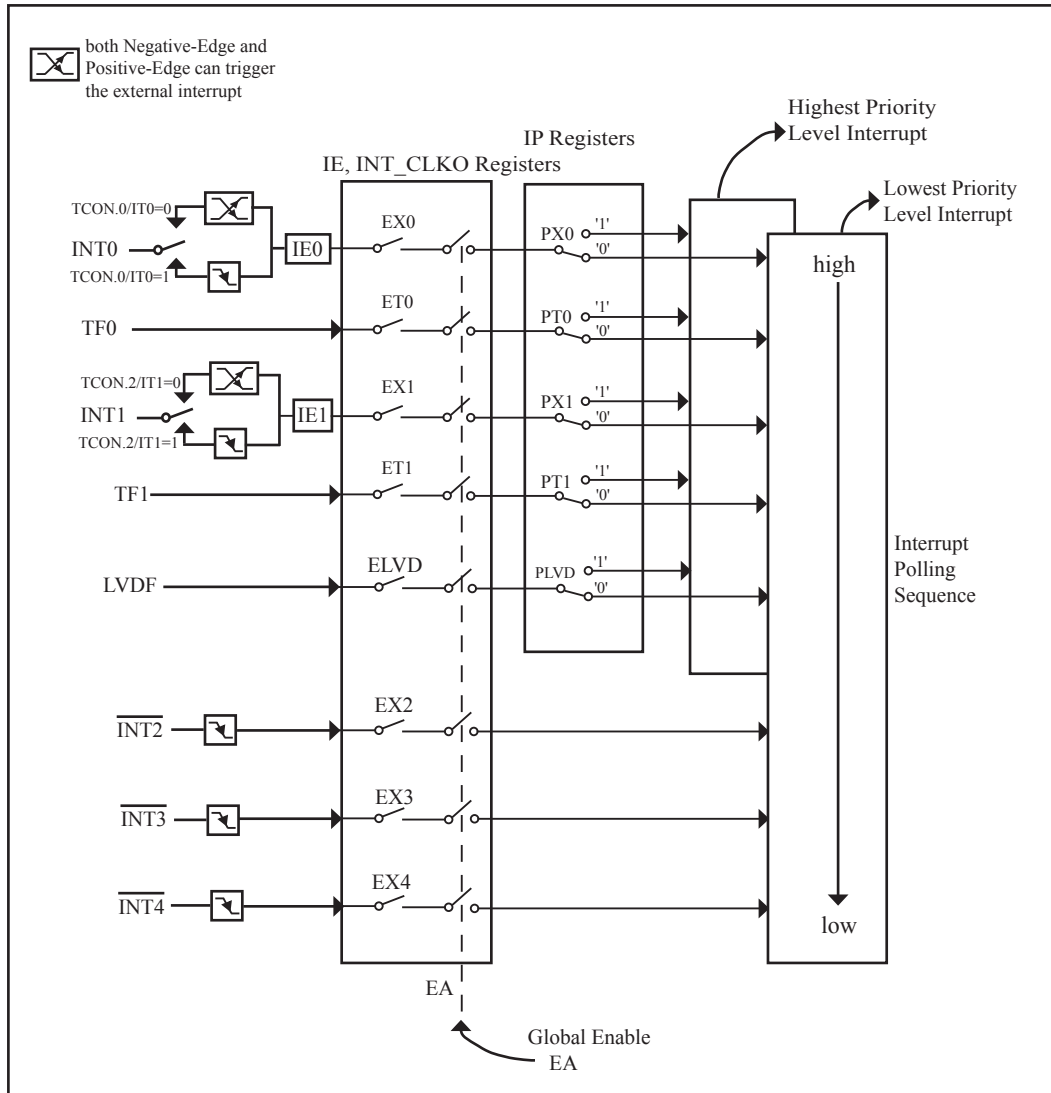 both Negative-Edge and
Positive-Edge can trigger
the external interrupt
Highest Priority
Level Interrupt
IP Registers
IE, INT_CLKO Registers
Lowest Priority
Level Interrupt
TCON.0/IT0=0
INT0
TCON.0/IT0=1
IE0
EX0
PX0
'1'
'0'
high
TF0
ET0
PT0
'1'
'0'
TCON.2/IT1=0
INT1
TCON.2/IT1=1
IE1
EX1
PX1
'1'
'0'
TF1
ET1
PT1
'1'
'0'
LVDF
ELVD
PLVD
'1'
'0'
Interrupt
Polling
Sequence
INT2
EX2
INT3
EX3
INT4
EX4
low
EA
Global Enable
EA